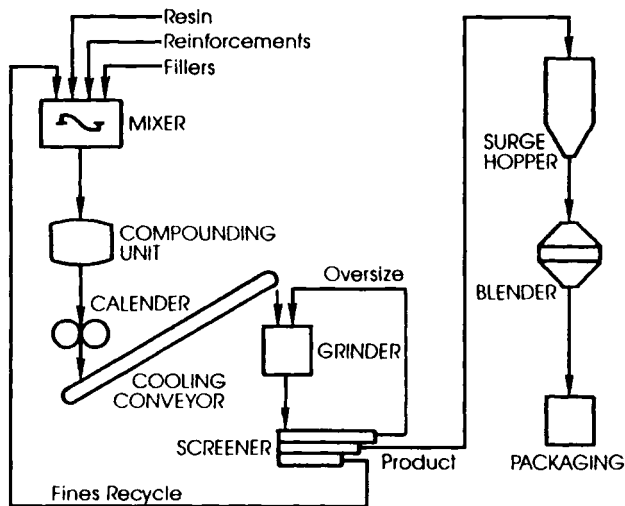 Resin
Reinforcements
Fillers
MIXER
SURGE
HOPPER
COMPOUNDING
UNIT
Oversize
CALENDER
BLENDER
GRINDER
COOLING
CONVEYOR
SCREENER
Product
PACKAGING
Fines Recycle